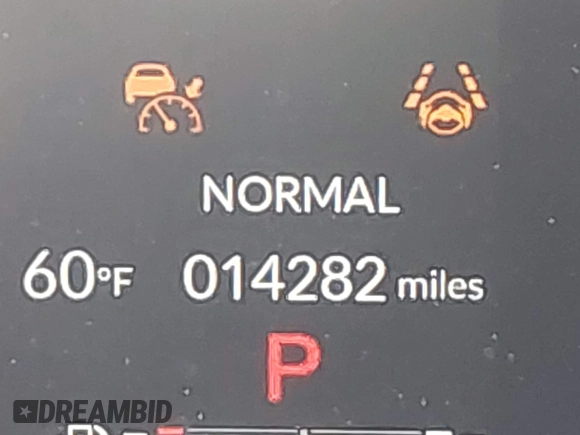 NORMAL
60°F 014282 miles
P
DREAMBID